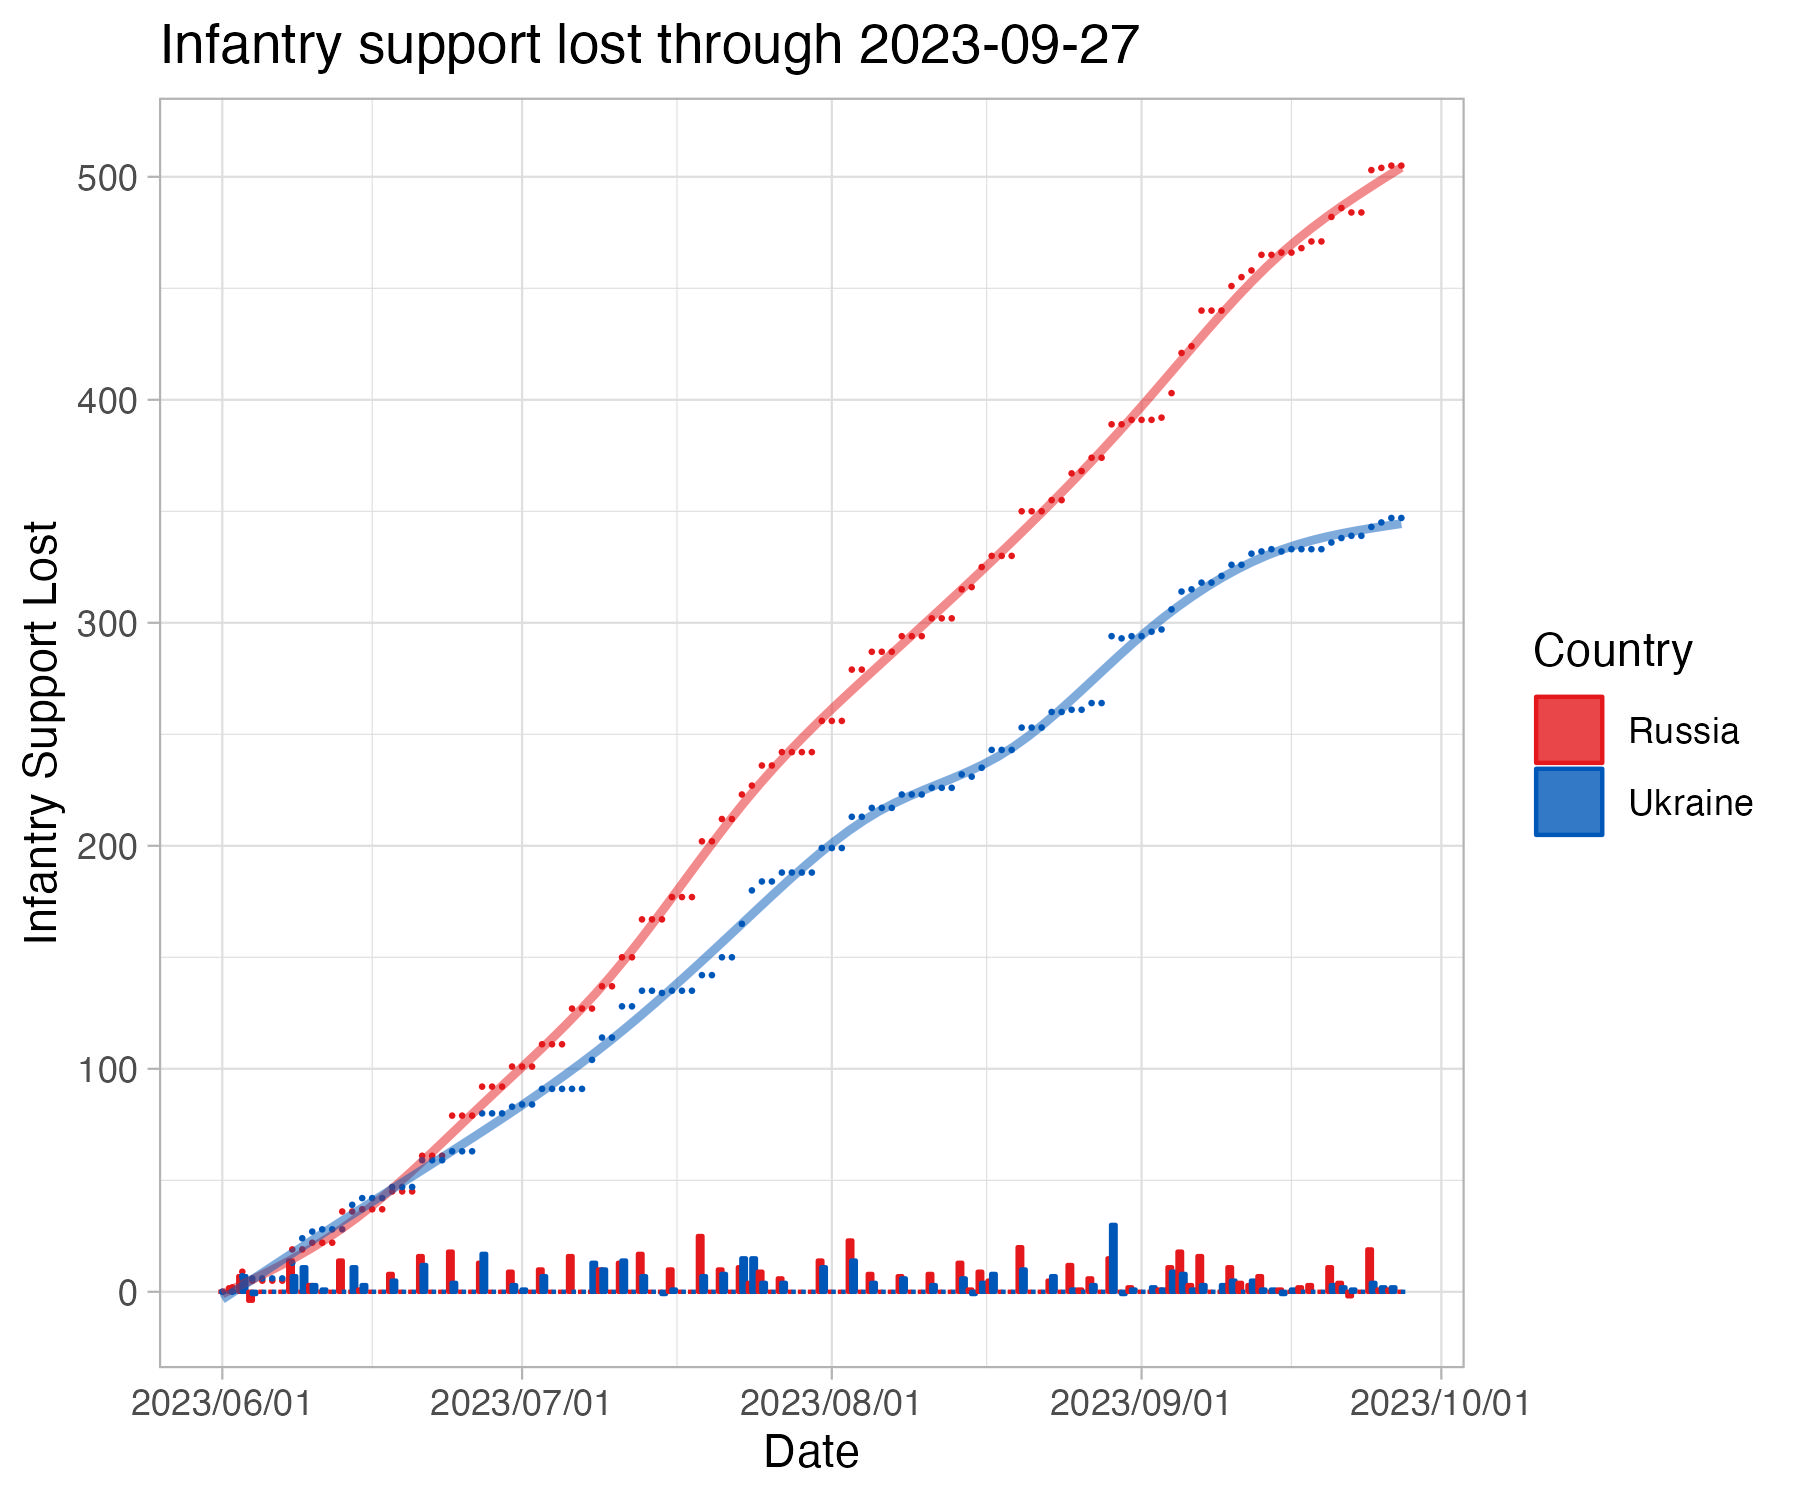 Infantry support lost through 2023-09-27
Infantry Support Lost
500
400
300
200
100
0
2023/06/01
2023/07/01
2023/08/01
2023/09/01
2023/10/01
Date
Country
Russia
Ukraine